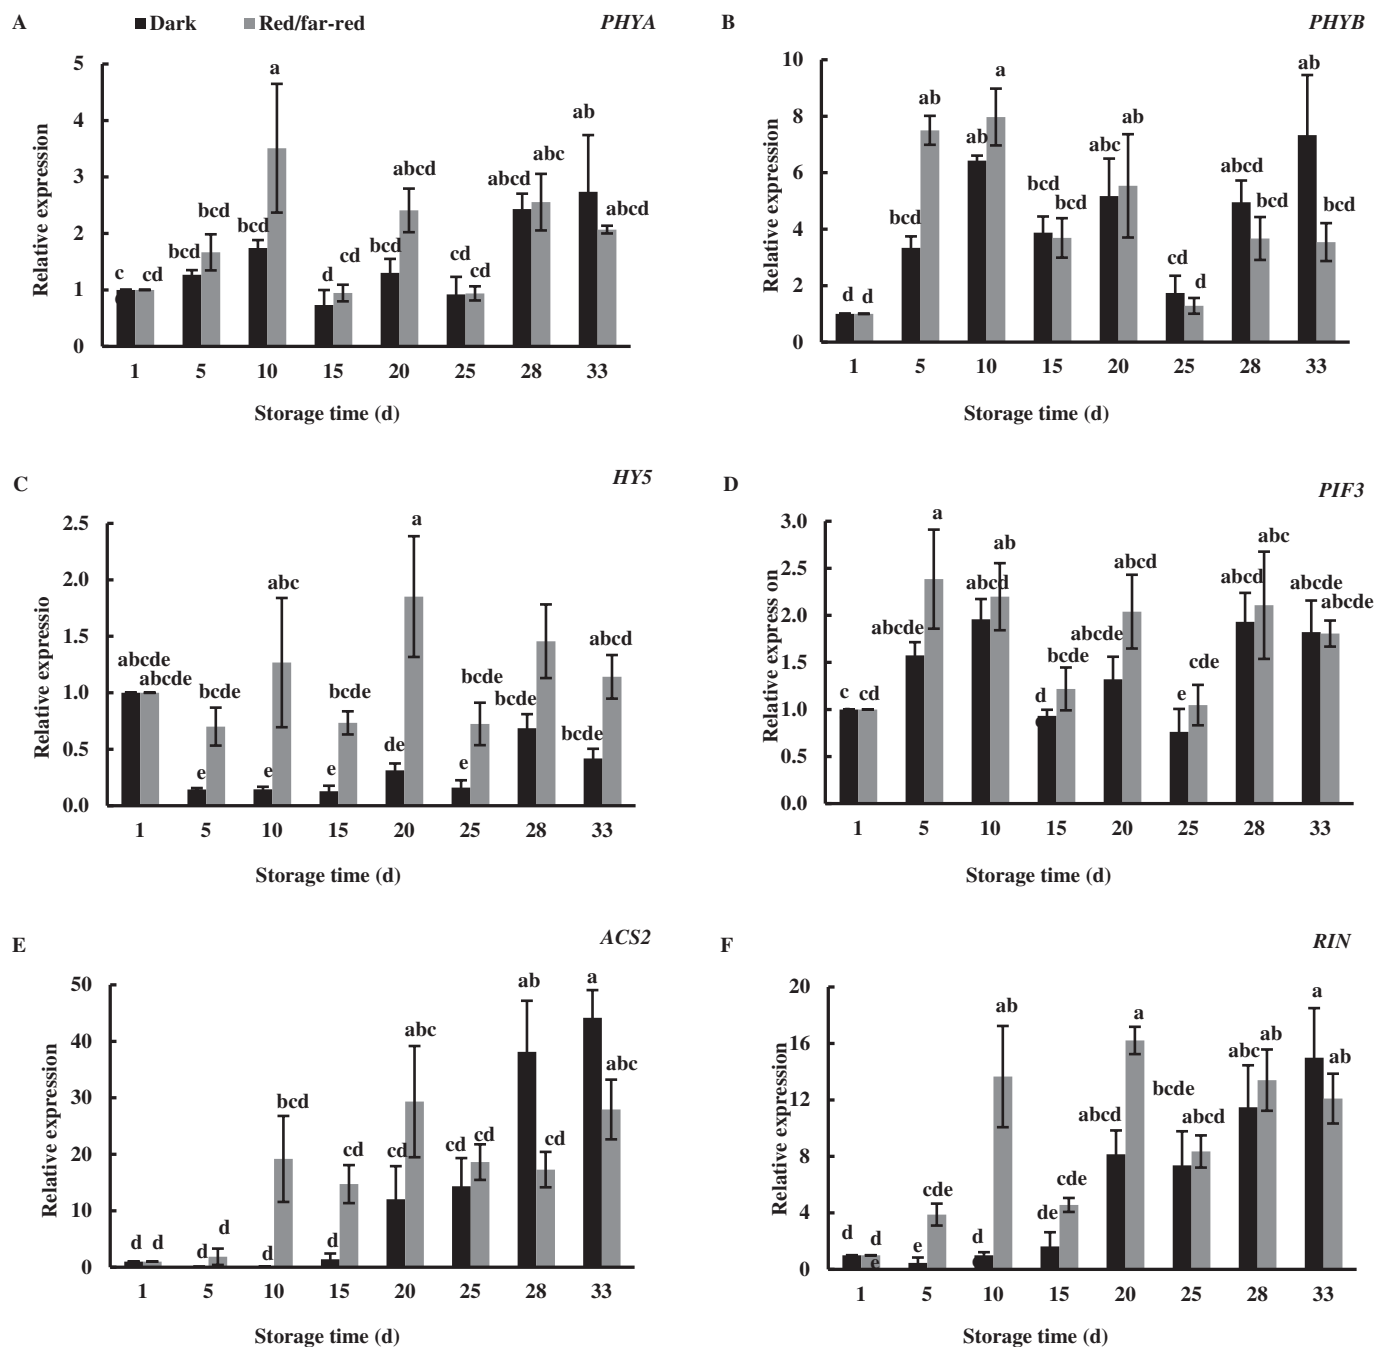 A
Dark
Red/far-red
PHYA
5
4
3
2
1
0
Relative expression
c
cd
bcd
bcd
bcd
a
d
cd
bcd
abcd
cd
cd
abcd
abc
ab
abcd
1 5 10 15 20 25 28 33
Storage time (d)
B
PHYB
10
8
6
4
2
0
Relative expression
d
d
bcd
ab
ab
a
bcd
bcd
abc
ab
cd
d
abcd
bcd
ab
bcd
1 5 10 15 20 25 28 33
Storage time (d)
C
HY5
2.5
2.0
1.5
1.0
0.5
0.0
Relative expressio
abcde
abcde
e
bcde
e
abc
e
bcde
de
a
e
bcde
bcde
bcde
abcd
1 5 10 15 20 25 28 33
Storage time (d)
D
PIF3
3.0
2.5
2.0
1.5
1.0
0.5
0.0
Relative express on
c
cd
abcde
a
abcd
ab
d
bcde
abcde
abcd
e
cde
abcd
abc
abcde
abcde
1 5 10 15 20 25 28 33
Storage time (d)
E
ACS2
50
40
30
20
10
0
Relative expression
d
d
d
d
d
bcd
d
cd
cd
abc
cd
cd
ab
cd
a
abc
1 5 10 15 20 25 28 33
Storage time (d)
F
RIN
20
16
12
8
4
0
Relative expression
d
d
e
e
cde
d
ab
de
cde
abcd
a
bcde
abcd
abc
ab
a
ab
1 5 10 15 20 25 28 33
Storage time (d)